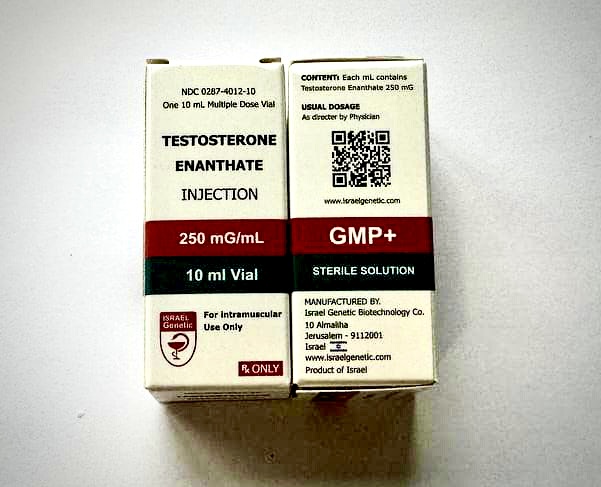 NDC 0287-4012-10
One 10 mL Multiple Dose Vial
TESTOSTERONE
ENANTHATE
INJECTION
250 mG/mL
10 ml Vial
ISRAEL
Genetic
For intramuscular
Use Only
℞ ONLY
CONTENT: Each mL contains
Testosterone Enanthate 250 mG
USUAL DOSAGE
As directer by Physician
www.israelgenetic.com
GMP+
STERILE SOLUTION
MANUFACTURED BY.
Israel Genetic Biotechnology Co.
10 Almaliha
Jerusalem - 9112001
Israel
www.israelgenetic.com
Product of Israel